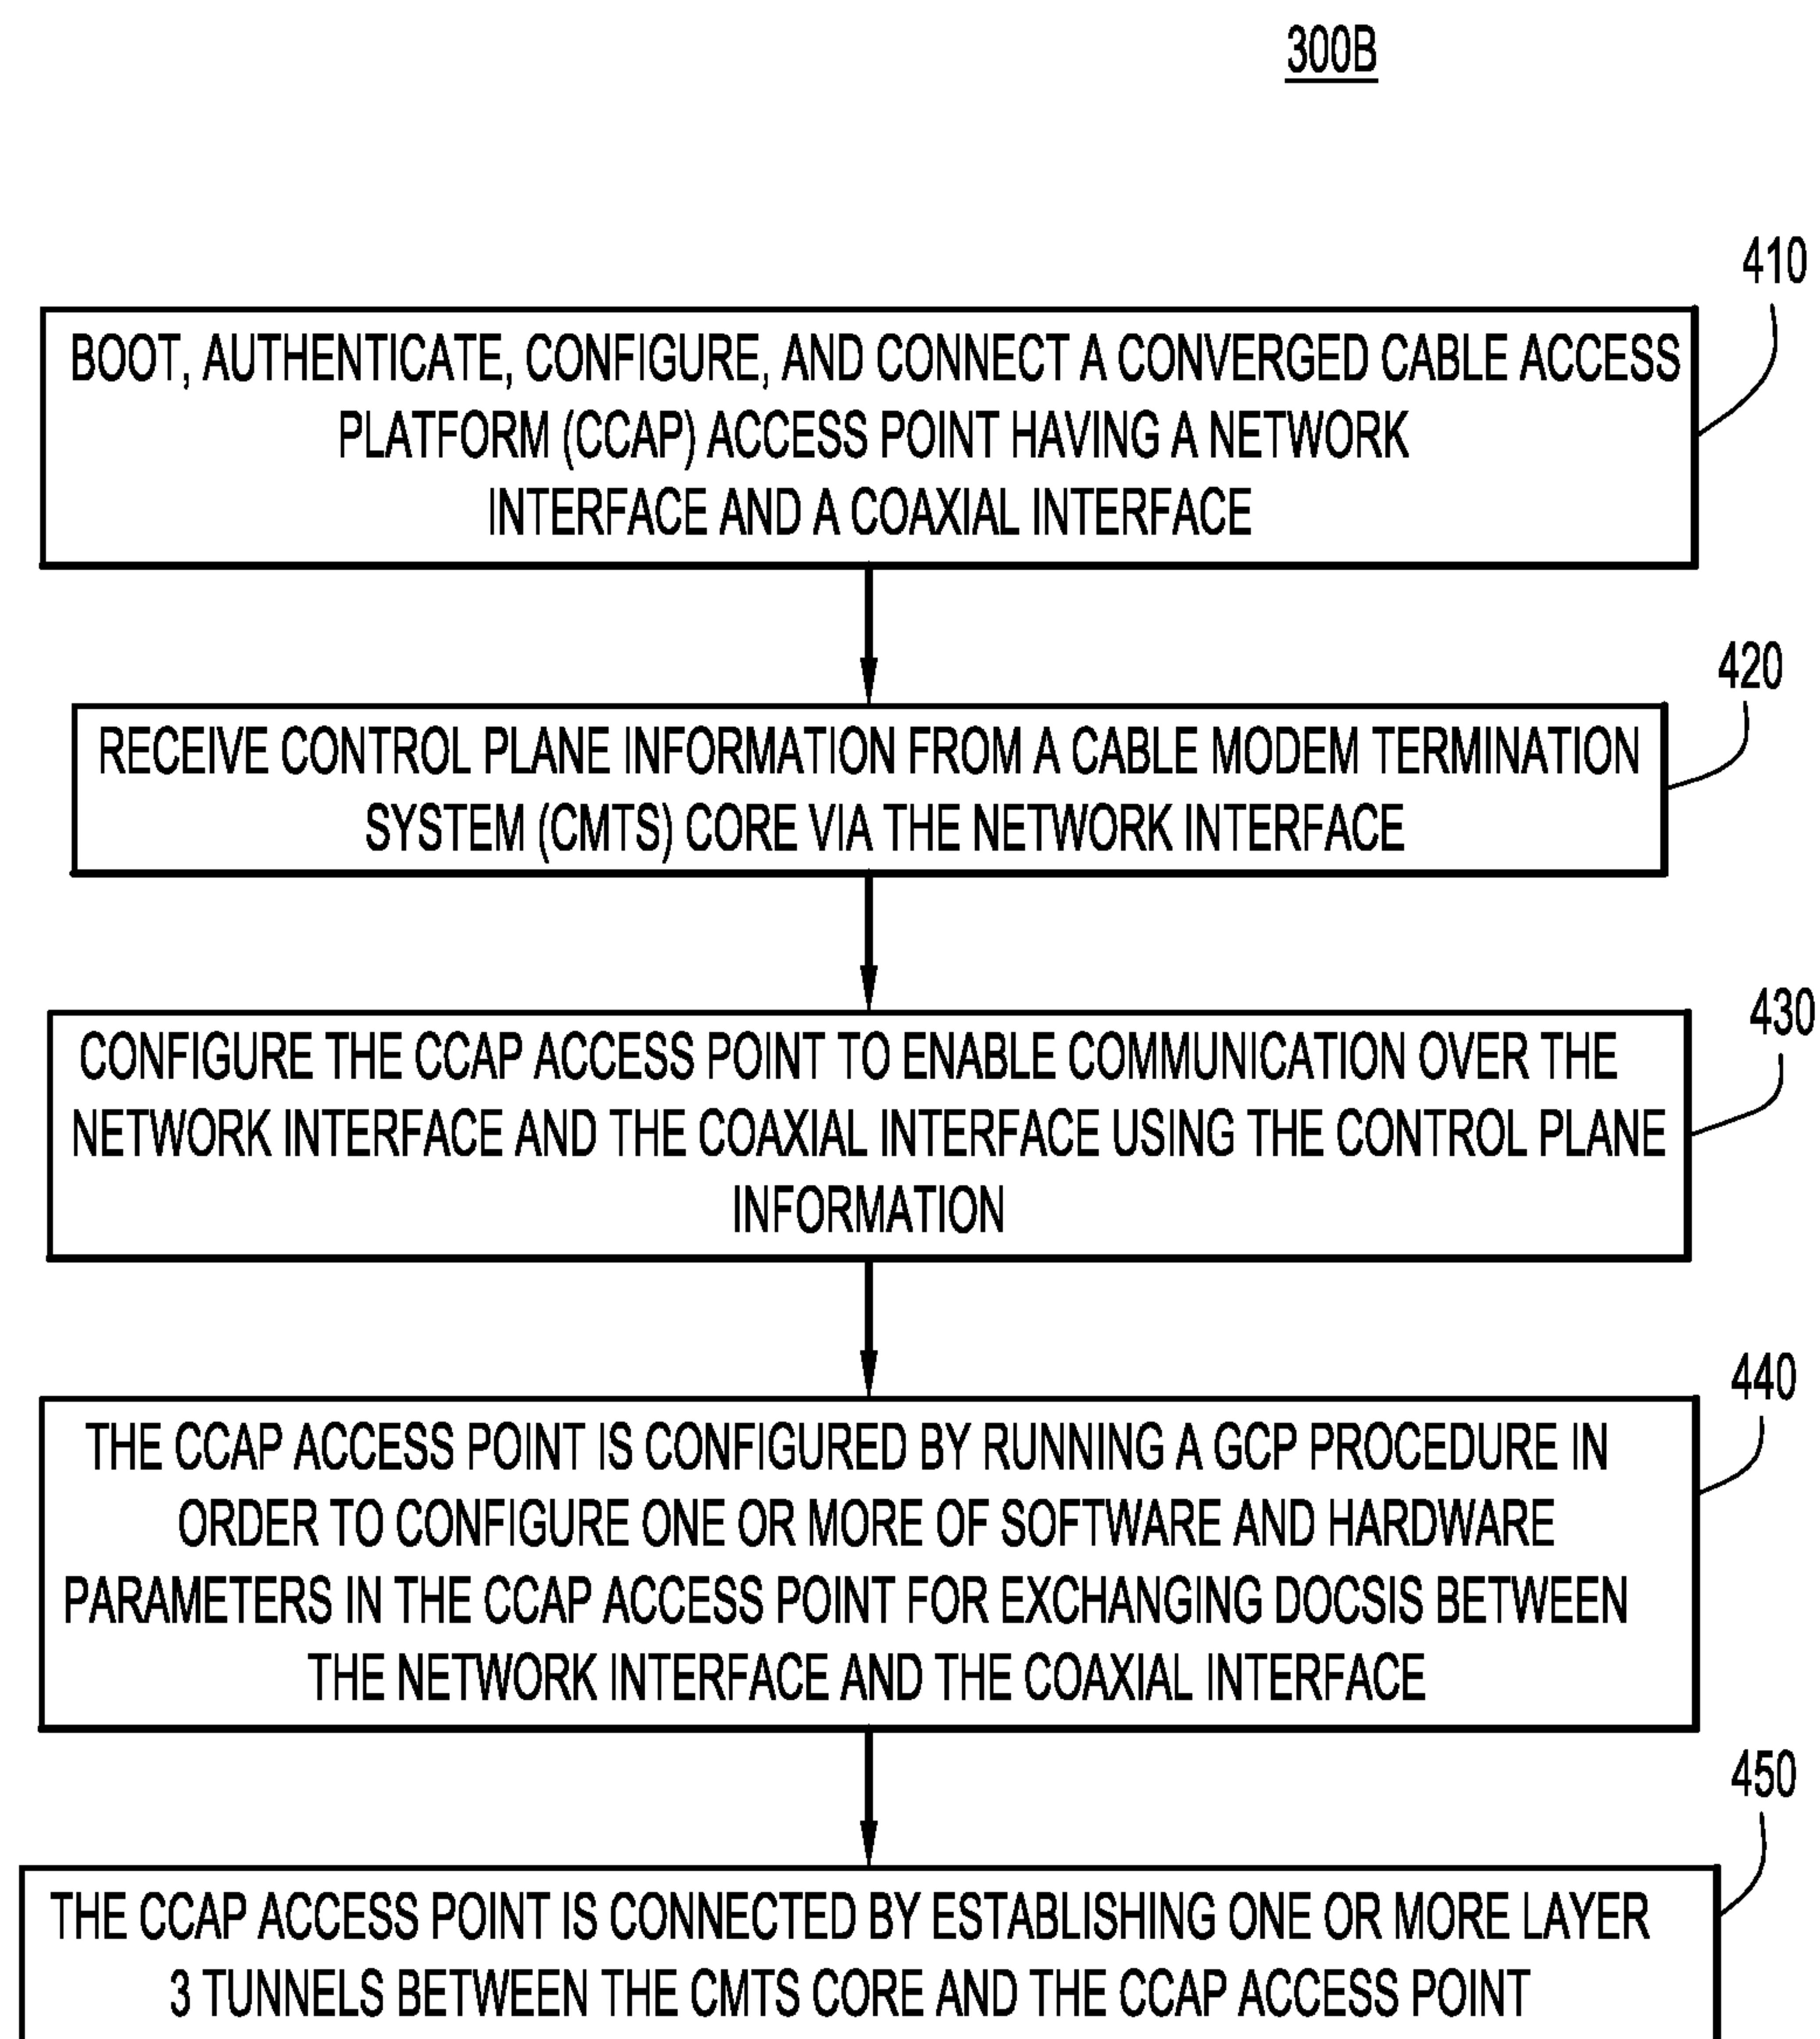 300B
410
BOOT, AUTHENTICATE, CONFIGURE, AND CONNECT A CONVERGED CABLE ACCESS
PLATFORM (CCAP) ACCESS POINT HAVING A NETWORK
INTERFACE AND A COAXIAL INTERFACE
420
RECEIVE CONTROL PLANE INFORMATION FROM A CABLE MODEM TERMINATION
SYSTEM (CMTS) CORE VIA THE NETWORK INTERFACE
430
CONFIGURE THE CCAP ACCESS POINT TO ENABLE COMMUNICATION OVER THE
NETWORK INTERFACE AND THE COAXIAL INTERFACE USING THE CONTROL PLANE
INFORMATION
440
THE CCAP ACCESS POINT IS CONFIGURED BY RUNNING A GCP PROCEDURE IN
ORDER TO CONFIGURE ONE OR MORE OF SOFTWARE AND HARDWARE
PARAMETERS IN THE CCAP ACCESS POINT FOR EXCHANGING DOCSIS BETWEEN
THE NETWORK INTERFACE AND THE COAXIAL INTERFACE
450
THE CCAP ACCESS POINT IS CONNECTED BY ESTABLISHING ONE OR MORE LAYER
3 TUNNELS BETWEEN THE CMTS CORE AND THE CCAP ACCESS POINT